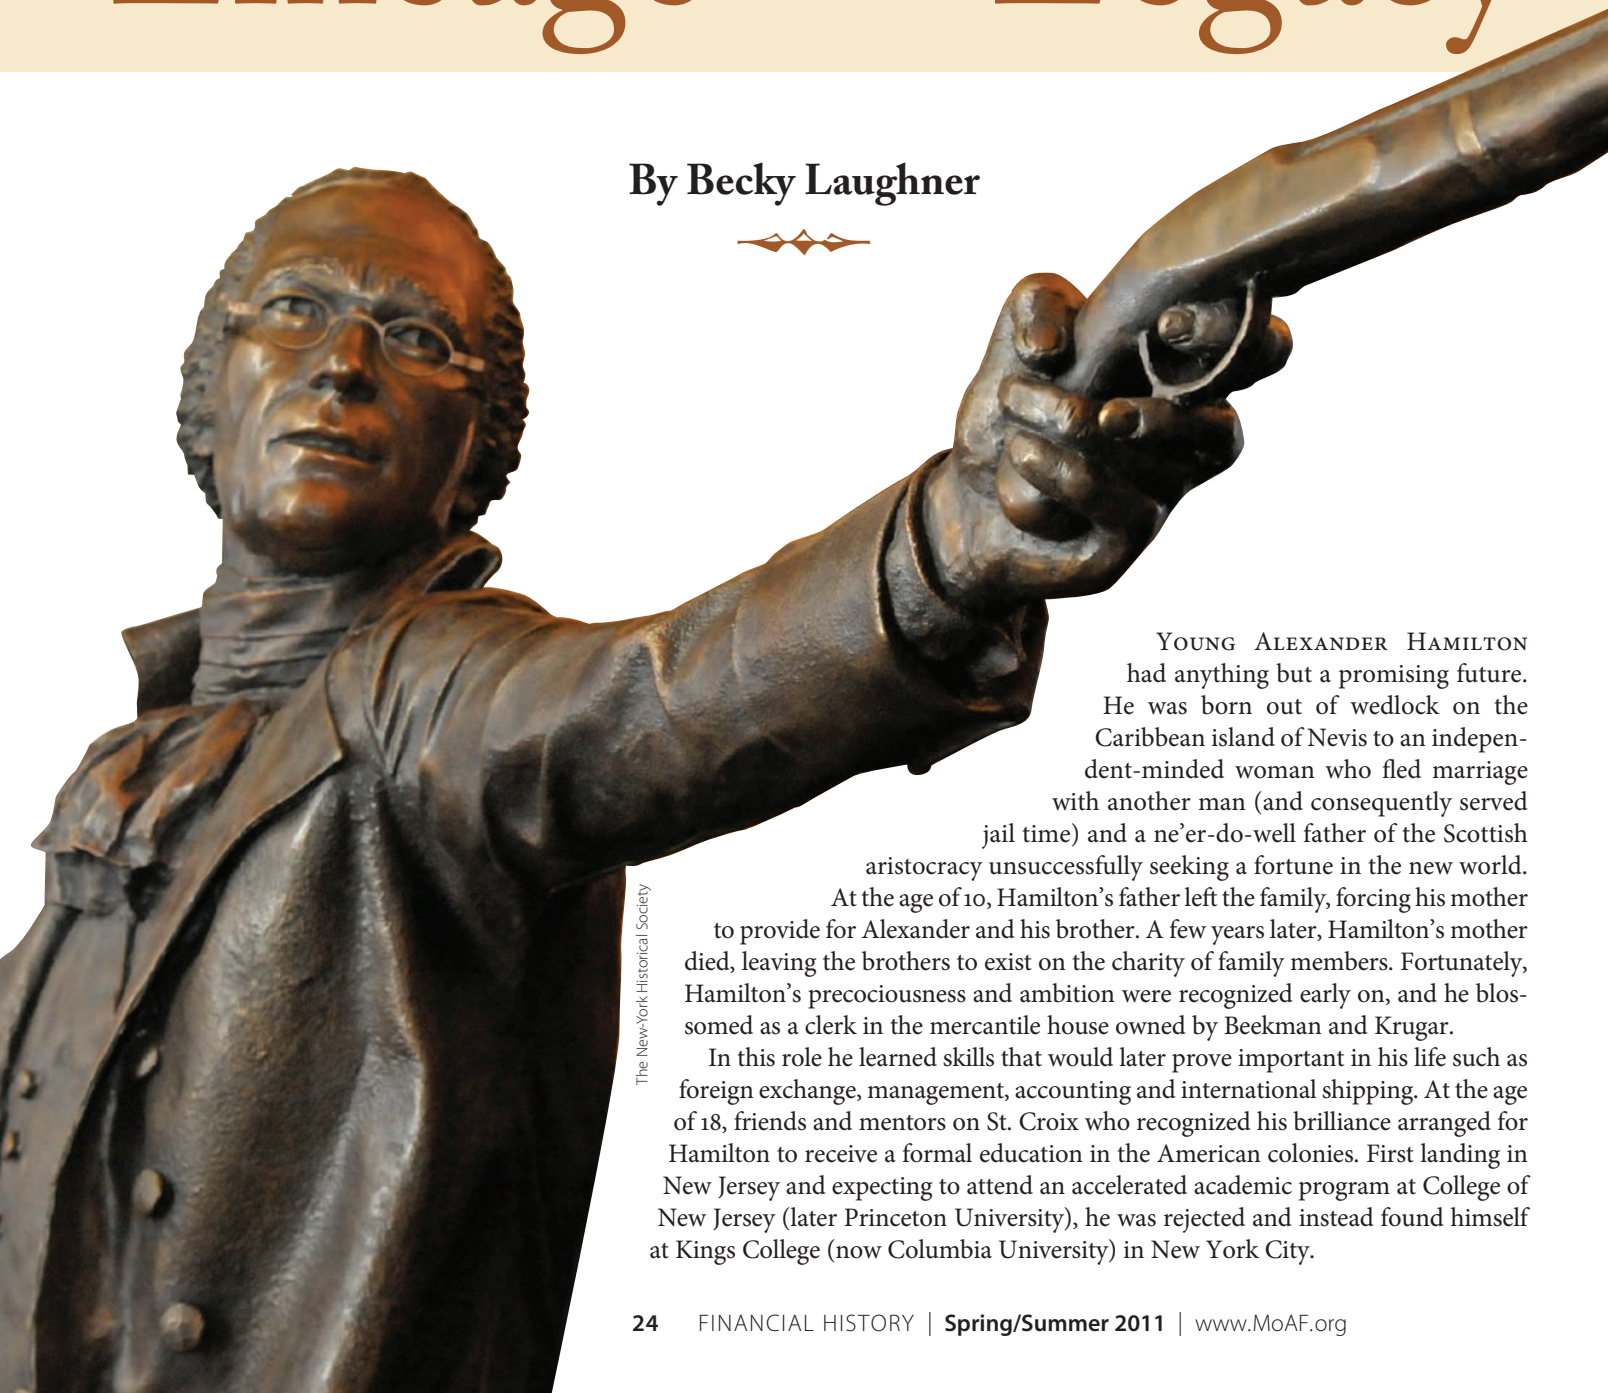 By Becky Laughner
Young Alexander Hamilton
had anything but a promising future.
He was born out of wedlock on the
Caribbean island of Nevis to an indepen-
dent-minded woman who fled marriage
with another man (and consequently served
jail time) and a ne’er-do-well father of the Scottish
aristocracy unsuccessfully seeking a fortune in the new world.
At the age of 10, Hamilton’s father left the family, forcing his mother
to provide for Alexander and his brother. A few years later, Hamilton’s mother
died, leaving the brothers to exist on the charity of family members. Fortunately,
Hamilton’s precociousness and ambition were recognized early on, and he blos-
somed as a clerk in the mercantile house owned by Beekman and Krugar.
In this role he learned skills that would later prove important in his life such as
foreign exchange, management, accounting and international shipping. At the age
of 18, friends and mentors on St. Croix who recognized his brilliance arranged for
Hamilton to receive a formal education in the American colonies. First landing in
New Jersey and expecting to attend an accelerated academic program at College of
New Jersey (later Princeton University), he was rejected and instead found himself
at Kings College (now Columbia University) in New York City.
The New-York Historical Society
24 FINANCIAL HISTORY | Spring/Summer 2011 | www.MoAF.org